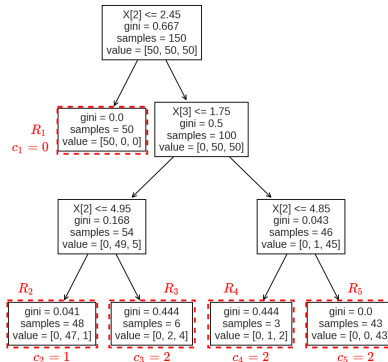 X[2] <= 2.45
gini = 0.667
samples = 150
value = [50, 50, 50]
R₁
c₁ = 0
gini = 0.0
samples = 50
value = [50, 0, 0]
X[3] <= 1.75
gini = 0.5
samples = 100
value = [0, 50, 50]
X[2] <= 4.95
gini = 0.168
samples = 54
value = [0, 49, 5]
X[2] <= 4.85
gini = 0.043
samples = 46
value = [0, 1, 45]
R₂
gini = 0.041
samples = 48
value = [0, 47, 1]
c₂ = 1
R₃
gini = 0.444
samples = 6
value = [0, 2, 4]
c₃ = 2
R₄
gini = 0.444
samples = 3
value = [0, 1, 2]
c₄ = 2
R₅
gini = 0.0
samples = 43
value = [0, 0, 43]
c₅ = 2